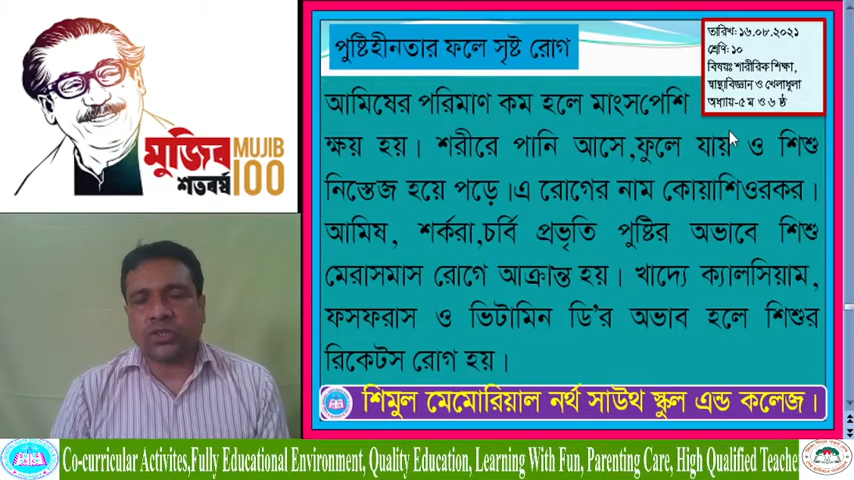 মুজিব MUJIB
শতবর্ষ 100
পুষ্টিহীনতার ফলে সৃষ্ট রোগ
তারিখ: ১৬.০৮.২০২১
শ্রেণি: ১০
বিষয়ঃ শারীরিক শিক্ষা,
স্বাস্থ্যবিজ্ঞান ও খেলাধুলা
অধ্যায়-৫ম ও ৬ষ্ঠ
আমিষের পরিমাণ কম হলে মাংসপেশি
ক্ষয় হয়। শরীরে পানি আসে,ফুলে যায় ও শিশু
নিস্তেজ হয়ে পড়ে।এ রোগের নাম কোয়াশিওরকর।
আমিষ, শর্করা,চর্বি প্রভৃতি পুষ্টির অভাবে শিশু
মেরাসমাস রোগে আক্রান্ত হয়। খাদ্যে ক্যালসিয়াম,
ফসফরাস ও ভিটামিন ডি'র অভাব হলে শিশুর
রিকেটস রোগ হয়।
শিমুল মেমোরিয়াল নর্থ সাউথ স্কুল এন্ড কলেজ।
Co-curricular Activites,Fully Educational Environment, Quality Education, Learning With Fun, Parenting Care, High Qualified Teache